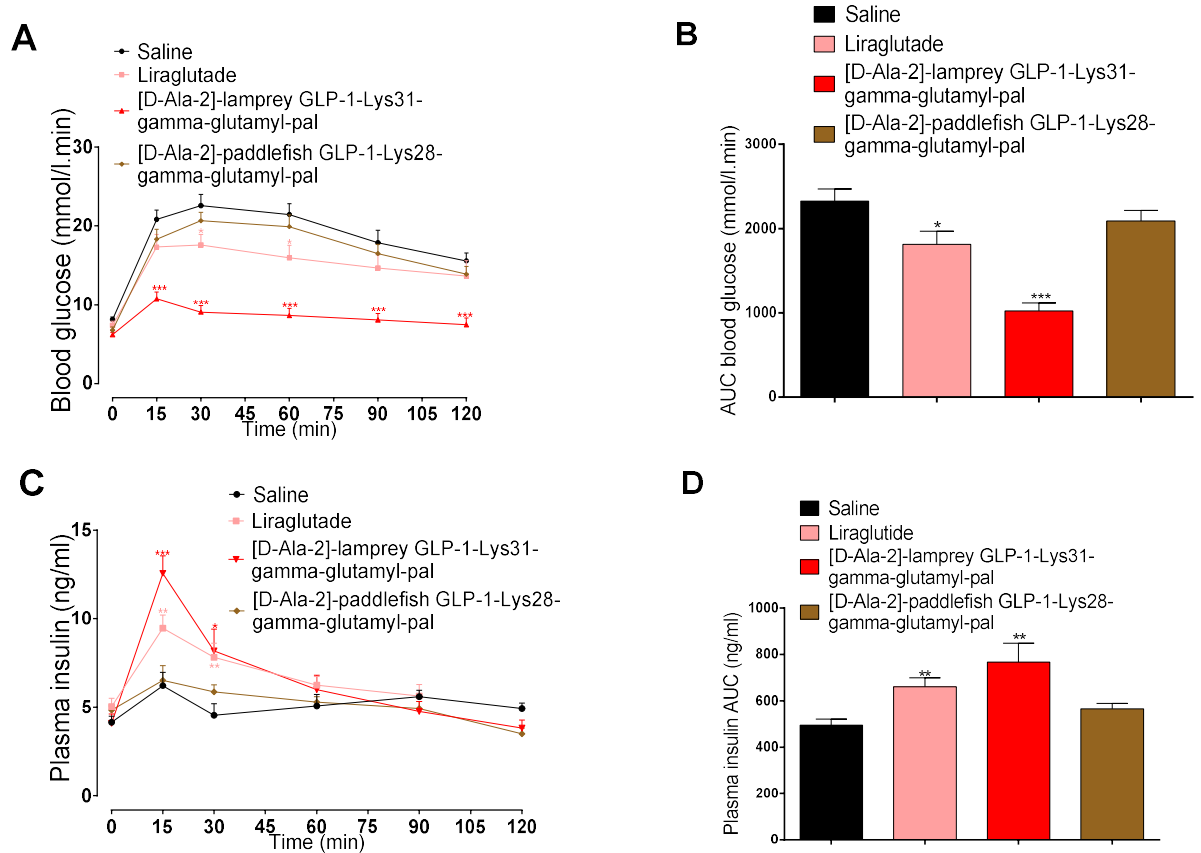 A
Saline
Liraglutade
[D-Ala-2]-lamprey GLP-1-Lys31-
gamma-glutamyl-pal
[D-Ala-2]-paddlefish GLP-1-Lys28-
gamma-glutamyl-pal
Blood glucose (mmol/l.min)
30
20
10
0
*
*
***
***
***
***
***
0 15 30 45 60 75 90 105 120
Time (min)
B
Saline
Liraglutade
[D-Ala-2]-lamprey GLP-1-Lys31-
gamma-glutamyl-pal
[D-Ala-2]-paddlefish GLP-1-Lys28-
gamma-glutamyl-pal
AUC blood glucose (mmol/l.min)
3000
2000
1000
0
*
***
C
Saline
Liraglutade
[D-Ala-2]-lamprey GLP-1-Lys31-
gamma-glutamyl-pal
[D-Ala-2]-paddlefish GLP-1-Lys28-
gamma-glutamyl-pal
Plasma insulin (ng/ml)
15
10
5
0
***
**
*
**
0 15 30 45 60 75 90 105 120
Time (min)
D
Saline
Liraglutide
[D-Ala-2]-lamprey GLP-1-Lys31-
gamma-glutamyl-pal
[D-Ala-2]-paddlefish GLP-1-Lys28-
gamma-glutamyl-pal
Plasma insulin AUC (ng/ml)
1000
800
600
400
200
0
**
**